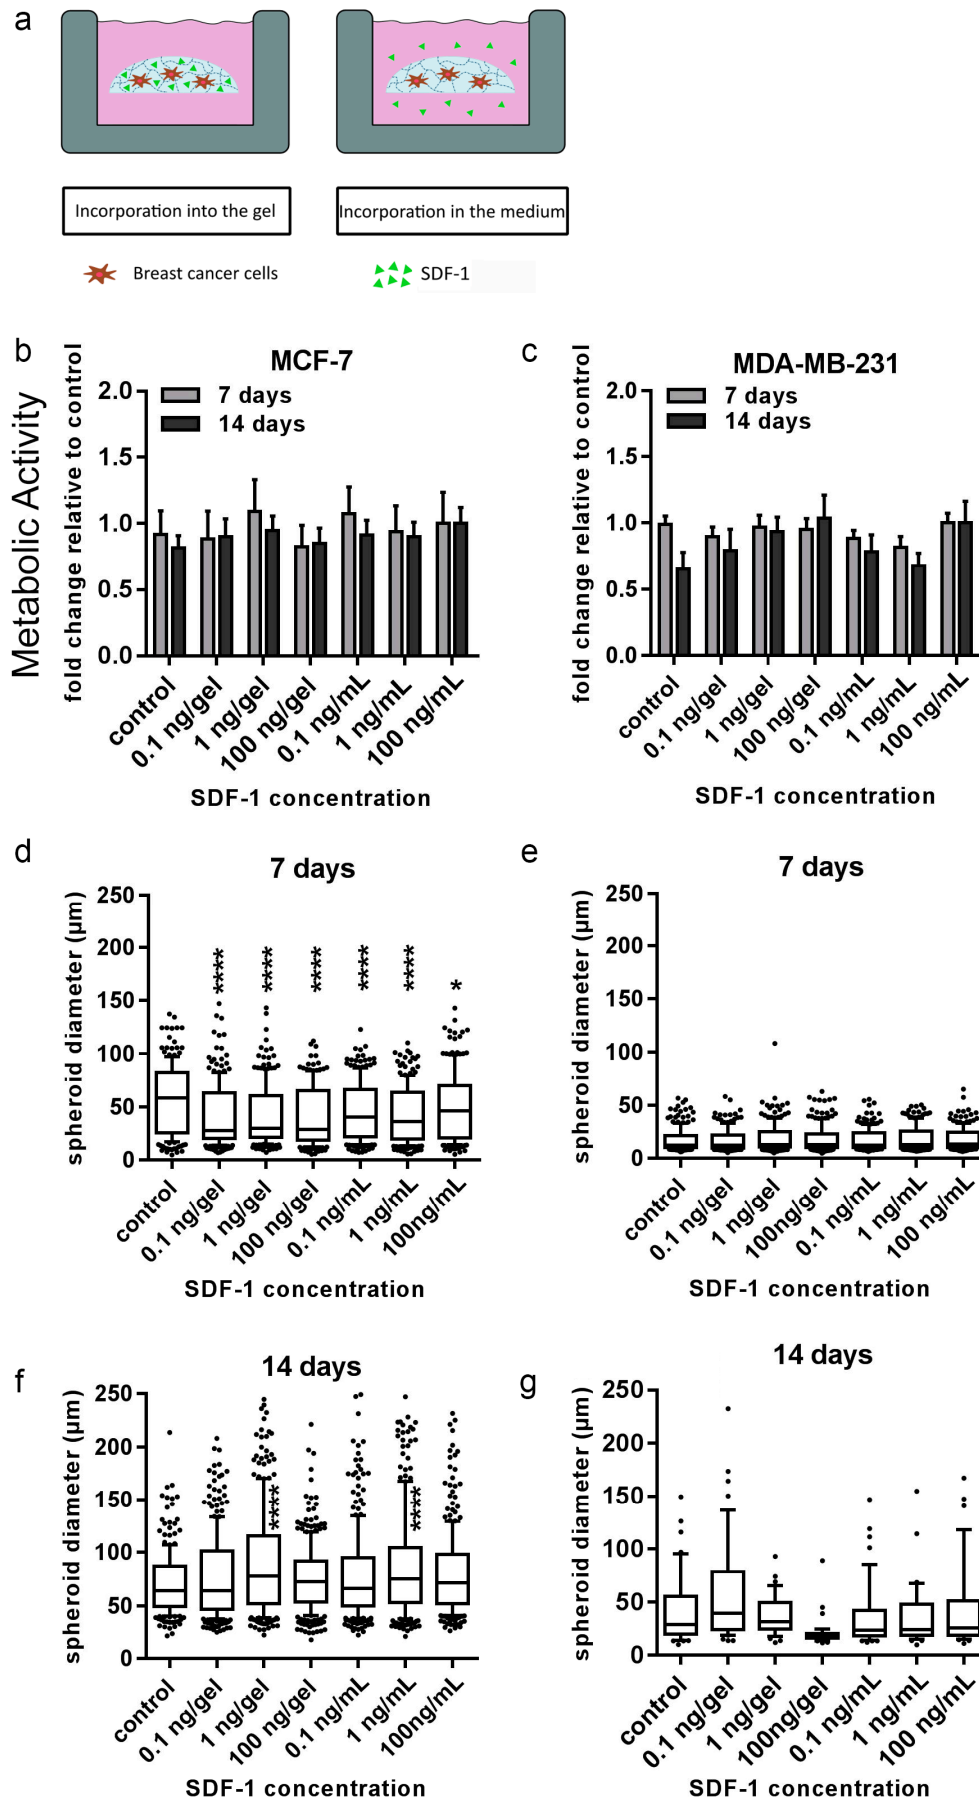 a
Incorporation into the gel
Incorporation in the medium
Breast cancer cells
SDF-1
Metabolic Activity
b
MCF-7
fold change relative to control
7 days
14 days
2.0
1.5
1.0
0.5
0.0
control
0.1 ng/gel
1 ng/gel
100 ng/gel
0.1 ng/mL
1 ng/mL
100 ng/mL
SDF-1 concentration
c
MDA-MB-231
fold change relative to control
7 days
14 days
2.0
1.5
1.0
0.5
0.0
control
0.1 ng/gel
1 ng/gel
100 ng/gel
0.1 ng/mL
1 ng/mL
100 ng/mL
SDF-1 concentration
d
7 days
spheroid diameter (µm)
250
200
150
100
50
0
****
****
****
****
****
*
control
0.1 ng/gel
1 ng/gel
100 ng/gel
0.1 ng/mL
1 ng/mL
100ng/mL
SDF-1 concentration
e
7 days
spheroid diameter (µm)
250
200
150
100
50
0
control
0.1 ng/gel
1 ng/gel
100ng/gel
0.1 ng/mL
1 ng/mL
100 ng/mL
SDF-1 concentration
f
14 days
spheroid diameter (µm)
250
200
150
100
50
0
****
****
control
0.1 ng/gel
1 ng/gel
100 ng/gel
0.1 ng/mL
1 ng/mL
100ng/mL
SDF-1 concentration
g
14 days
spheroid diameter (µm)
250
200
150
100
50
0
control
0.1 ng/gel
1 ng/gel
100ng/gel
0.1 ng/mL
1 ng/mL
100 ng/mL
SDF-1 concentration